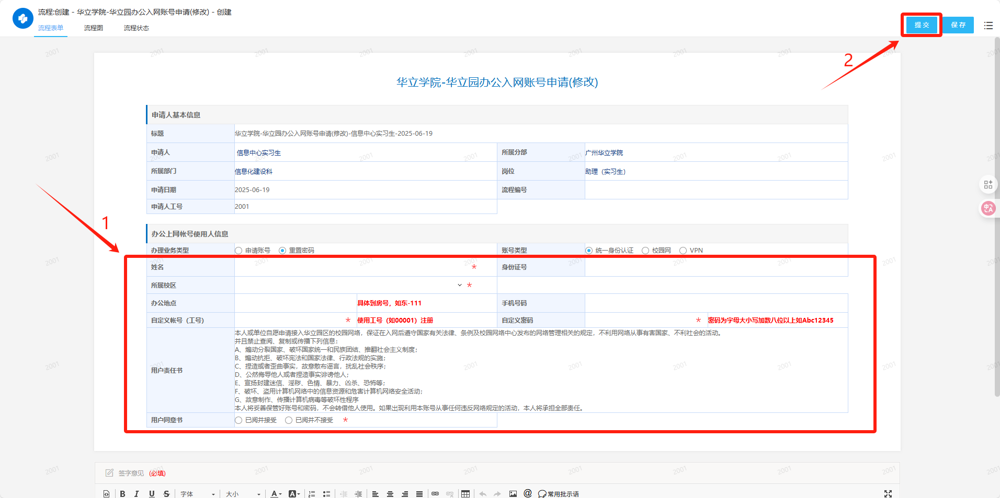 流程:创建 - 华立学院-华立园办公入网账号申请(修改) - 创建
流程表单 流程图 流程状态
提交 保存
2
华立学院-华立园办公入网账号申请(修改)
申请人基本信息
标题 华立学院-华立园办公入网账号申请(修改)-信息中心实习生-2025-06-19
申请人 信息中心实习生 所属分部 广州华立学院
所属部门 信息化建设科 岗位 助理（实习生）
申请日期 2025-06-19 流程编号
申请人工号 2001
1
办公上网帐号使用人信息
办理业务类型 申请账号 重置密码 账号类型 统一身份认证 校园网 VPN
姓名 * 身份证号
所属校区 *
办公地点 具体到房号，如东-111 手机号码
自定义帐号（工号） * 使用工号（如00001）注册 自定义密码 * 密码为字母大小写加数八位以上如Abc12345
用户责任书
本人或单位自愿申请接入华立园区的校园网络，保证在入网后遵守国家有关法律、条例及校园网络中心发布的网络管理相关的规定，不利用网络从事有害国家、不利社会的活动。
并且禁止查阅、复制或传播下列信息：
A、煽动分裂国家、破坏国家统一和民族团结、推翻社会主义制度；
B、煽动抗拒、破坏宪法和国家法律、行政法规的实施；
C、捏造或者歪曲事实，故意散布谣言，扰乱社会秩序；
D、公然侮辱他人或者捏造事实诽谤他人；
E、宣扬封建迷信、淫秽、色情、暴力、凶杀、恐怖等；
F、破坏、盗用计算机网络中的信息资源和危害计算机网络安全活动；
G、故意制作、传播计算机病毒等破坏性程序
本人将妥善保管好账号和密码，不会转借他人使用。如果出现利用本账号从事任何违反网络规定的活动，本人将承担全部责任。
用户同意书 已阅并接受 已阅并不接受 *
签字意见 (必填)
B I U S 字体 大小 A A @ 常用批示语
2001